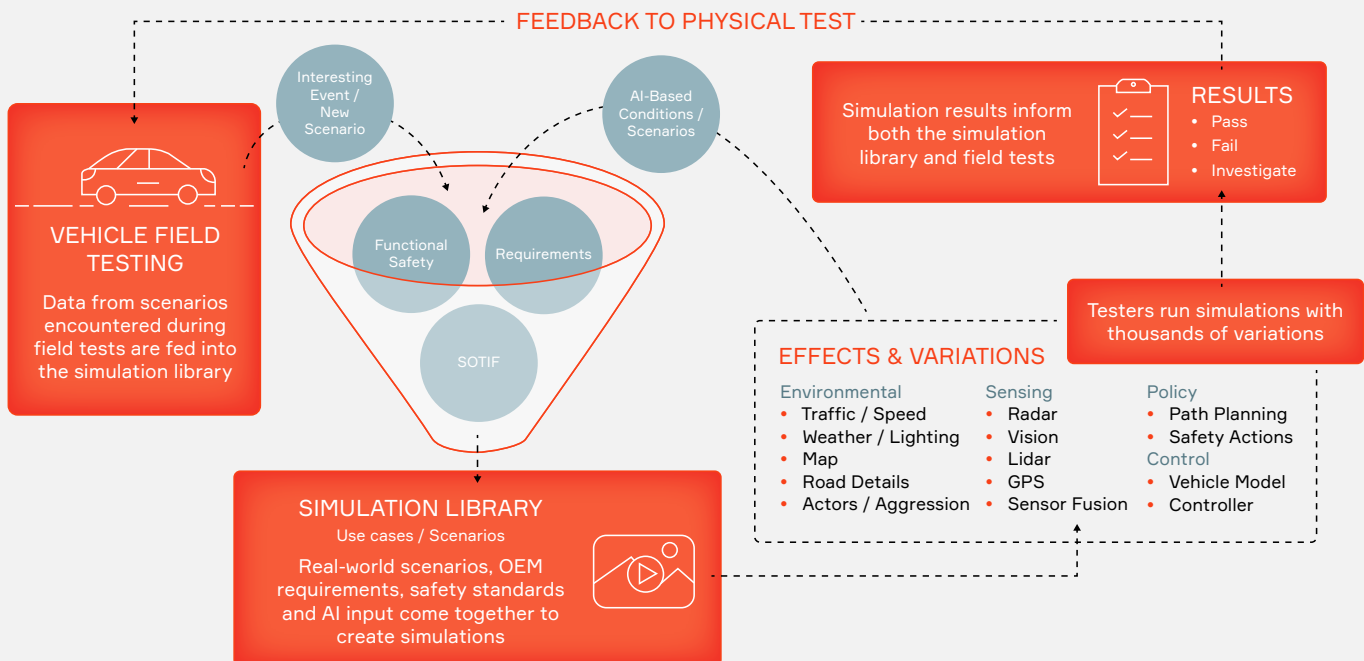 FEEDBACK TO PHYSICAL TEST
Interesting
Event /
New
Scenario
AI-Based
Conditions /
Scenarios
VEHICLE FIELD
TESTING
Data from scenarios
encountered during
field tests are fed into
the simulation library
Functional
Safety
Requirements
SOTIF
SIMULATION LIBRARY
Use cases / Scenarios
Real-world scenarios, OEM
requirements, safety standards
and AI input come together to
create simulations
EFFECTS & VARIATIONS
Environmental
• Traffic / Speed
• Weather / Lighting
• Map
• Road Details
• Actors / Aggression
Sensing
• Radar
• Vision
• Lidar
• GPS
• Sensor Fusion
Policy
• Path Planning
• Safety Actions
Control
• Vehicle Model
• Controller
Testers run simulations with
thousands of variations
Simulation results inform
both the simulation
library and field tests
RESULTS
• Pass
• Fail
• Investigate